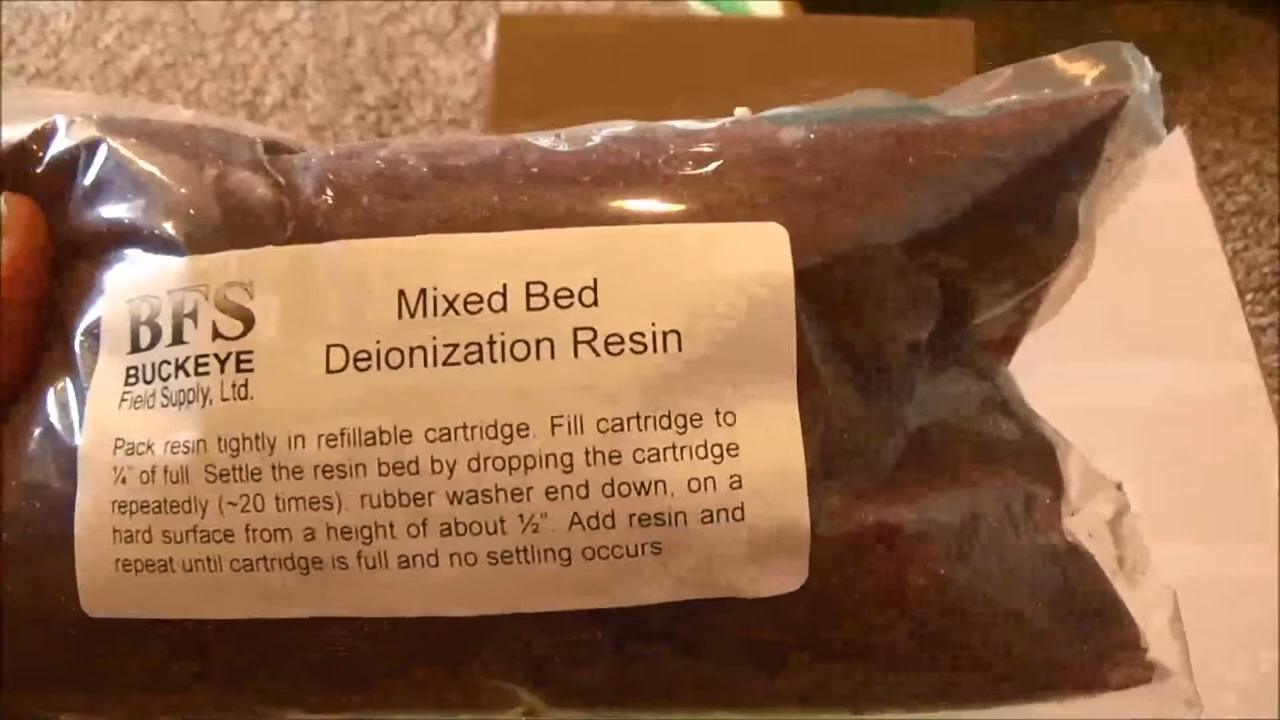 BFS
BUCKEYE
Field Supply, Ltd.
Mixed Bed
Deionization Resin
Pack resin tightly in refillable cartridge. Fill cartridge to
¼" of full Settle the resin bed by dropping the cartridge
repeatedly (~20 times). rubber washer end down, on a
hard surface from a height of about ½". Add resin and
repeat until cartridge is full and no settling occurs